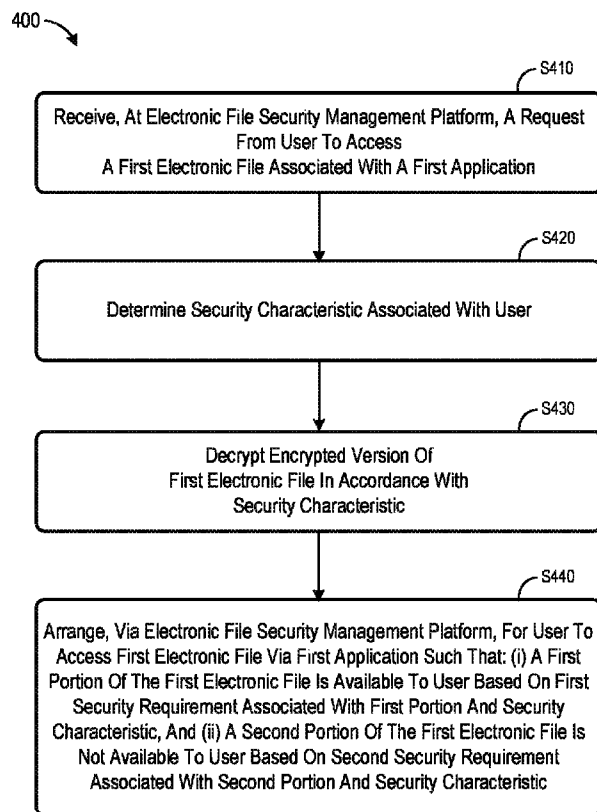 400
S410
Receive, At Electronic File Security Management Platform, A Request
From User To Access
A First Electronic File Associated With A First Application
S420
Determine Security Characteristic Associated With User
S430
Decrypt Encrypted Version Of
First Electronic File In Accordance With
Security Characteristic
S440
Arrange, Via Electronic File Security Management Platform, For User To
Access First Electronic File Via First Application Such That: (i) A First
Portion Of The First Electronic File Is Available To User Based On First
Security Requirement Associated With First Portion And Security
Characteristic, And (ii) A Second Portion Of The First Electronic File Is
Not Available To User Based On Second Security Requirement
Associated With Second Portion And Security Characteristic